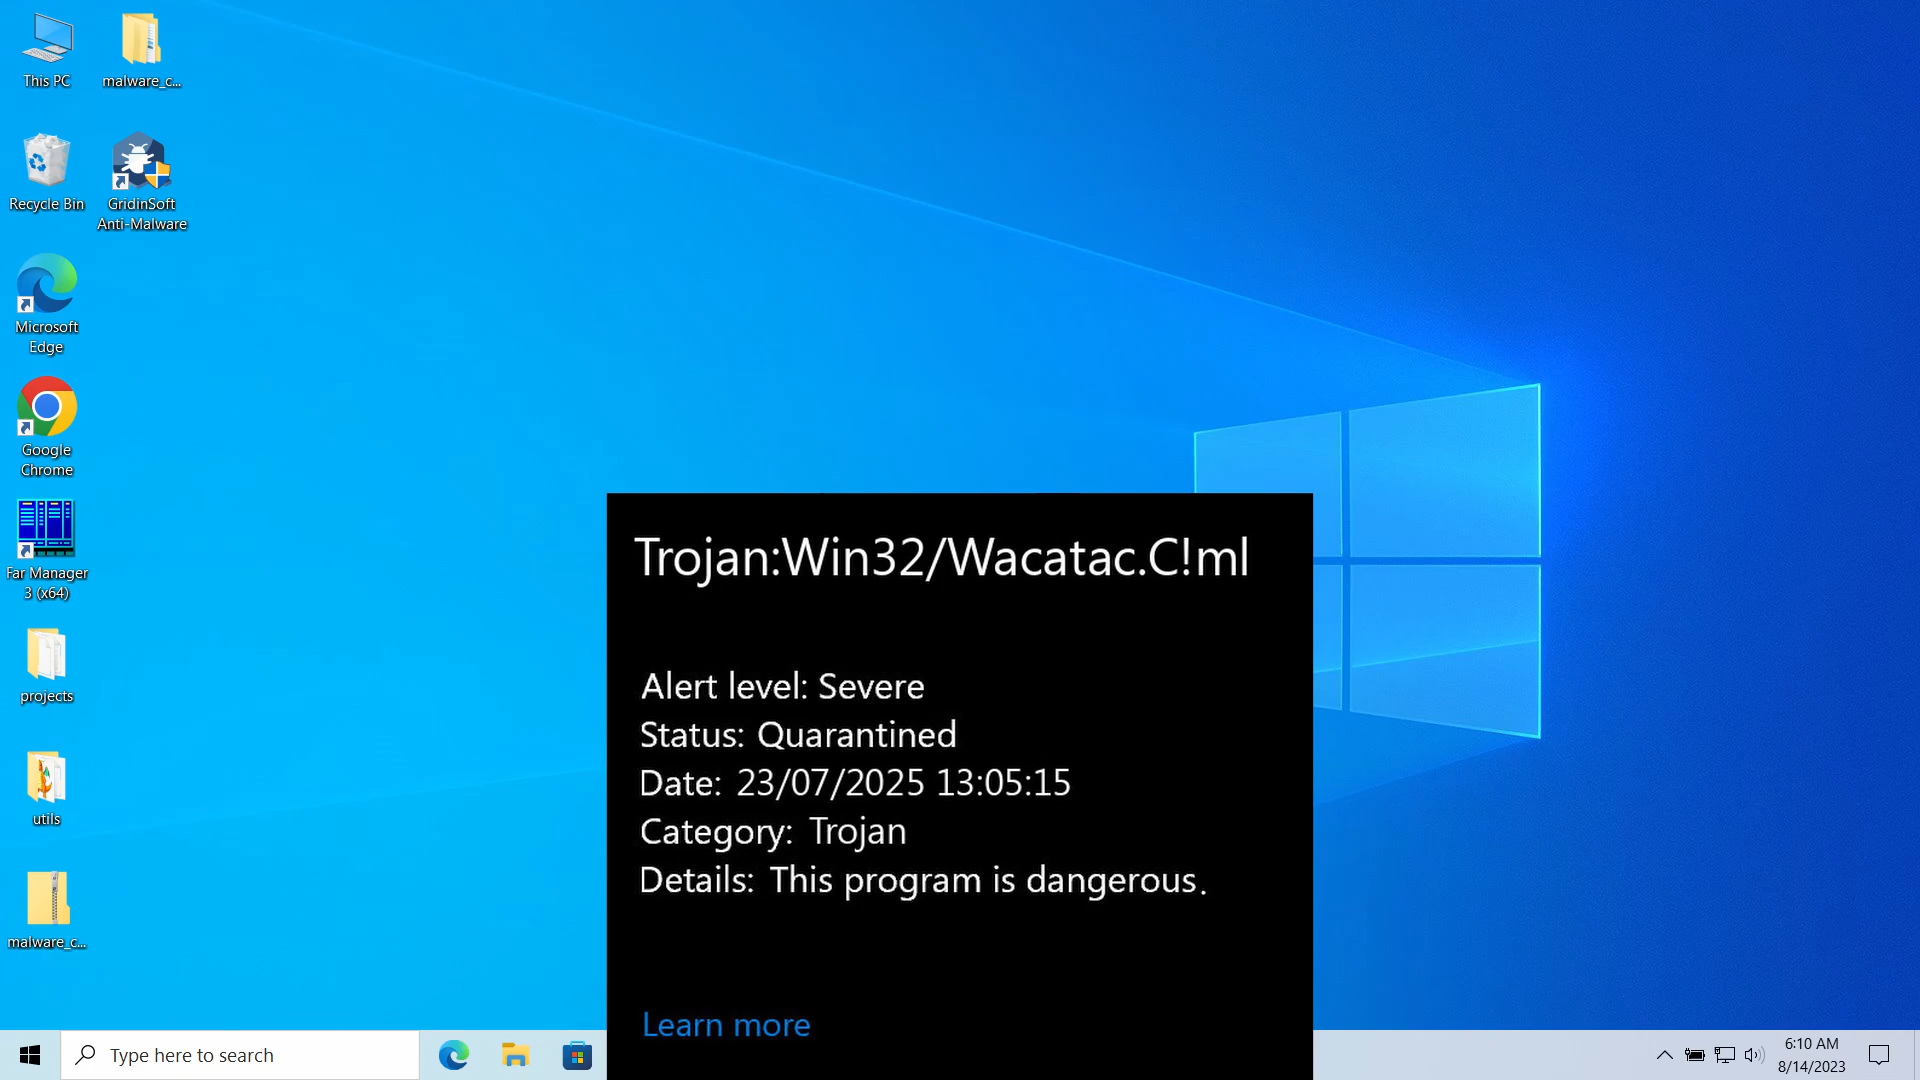 This PC
malware_c...
Recycle Bin
GridinSoft
Anti-Malware
Microsoft
Edge
Google
Chrome
Far Manager
3 (x64)
projects
utils
malware_c...
Trojan:Win32/Wacatac.C!ml
Alert level: Severe
Status: Quarantined
Date: 23/07/2025 13:05:15
Category: Trojan
Details: This program is dangerous.
Learn more
Type here to search
6:10 AM
8/14/2023